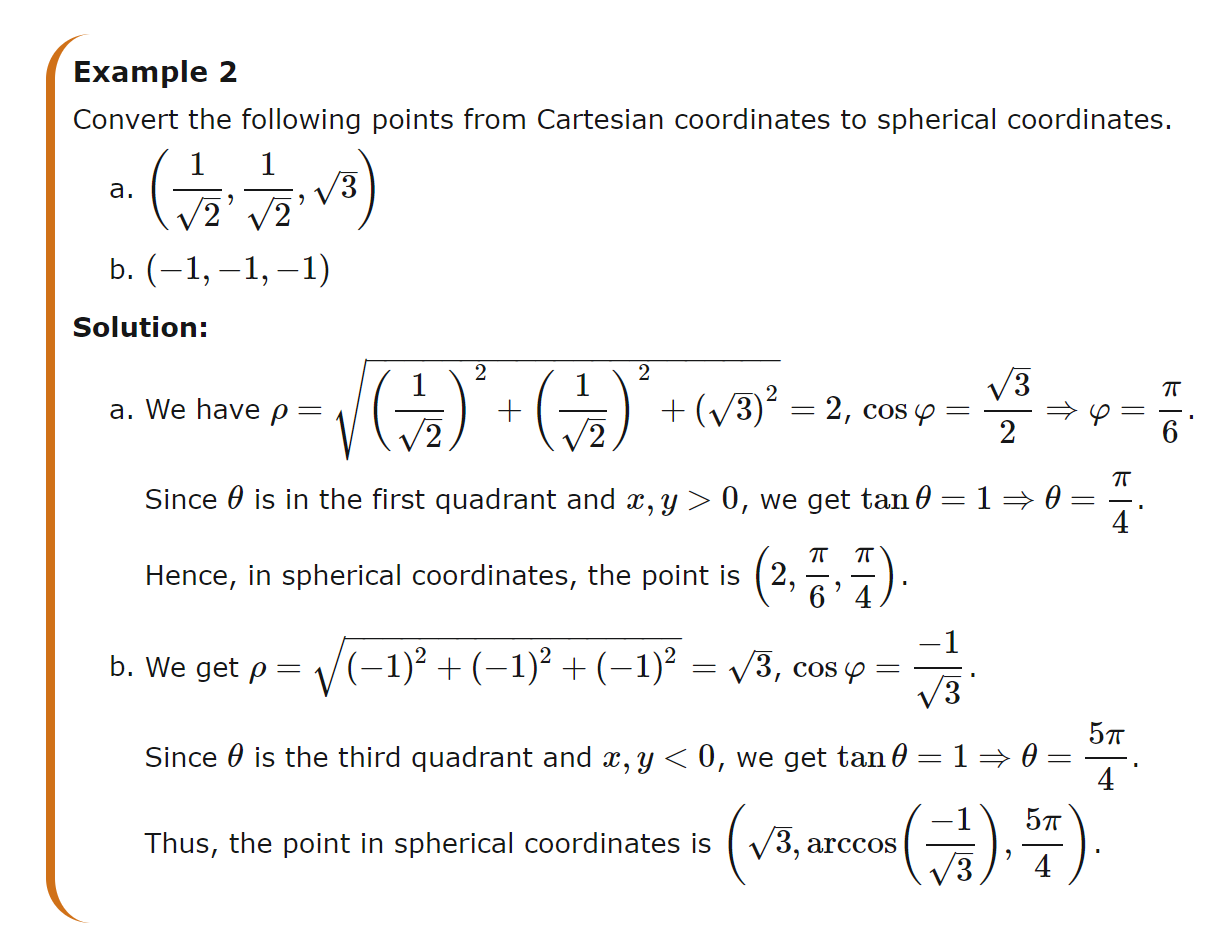 Example 2
Convert the following points from Cartesian coordinates to spherical coordinates.
a. $\left(\frac{1}{\sqrt{2}}, \frac{1}{\sqrt{2}}, \sqrt{3}\right)$
b. $(-1, -1, -1)$
Solution:
a. We have $\rho = \sqrt{\left(\frac{1}{\sqrt{2}}\right)^2 + \left(\frac{1}{\sqrt{2}}\right)^2 + (\sqrt{3})^2} = 2$, $\cos \varphi = \frac{\sqrt{3}}{2} \Rightarrow \varphi = \frac{\pi}{6}$.
Since $\theta$ is in the first quadrant and $x, y > 0$, we get $\tan \theta = 1 \Rightarrow \theta = \frac{\pi}{4}$.
Hence, in spherical coordinates, the point is $\left(2, \frac{\pi}{6}, \frac{\pi}{4}\right)$.
b. We get $\rho = \sqrt{(-1)^2 + (-1)^2 + (-1)^2} = \sqrt{3}$, $\cos \varphi = \frac{-1}{\sqrt{3}}$.
Since $\theta$ is the third quadrant and $x, y < 0$, we get $\tan \theta = 1 \Rightarrow \theta = \frac{5\pi}{4}$.
Thus, the point in spherical coordinates is $\left(\sqrt{3}, \arccos\left(\frac{-1}{\sqrt{3}}\right), \frac{5\pi}{4}\right)$.